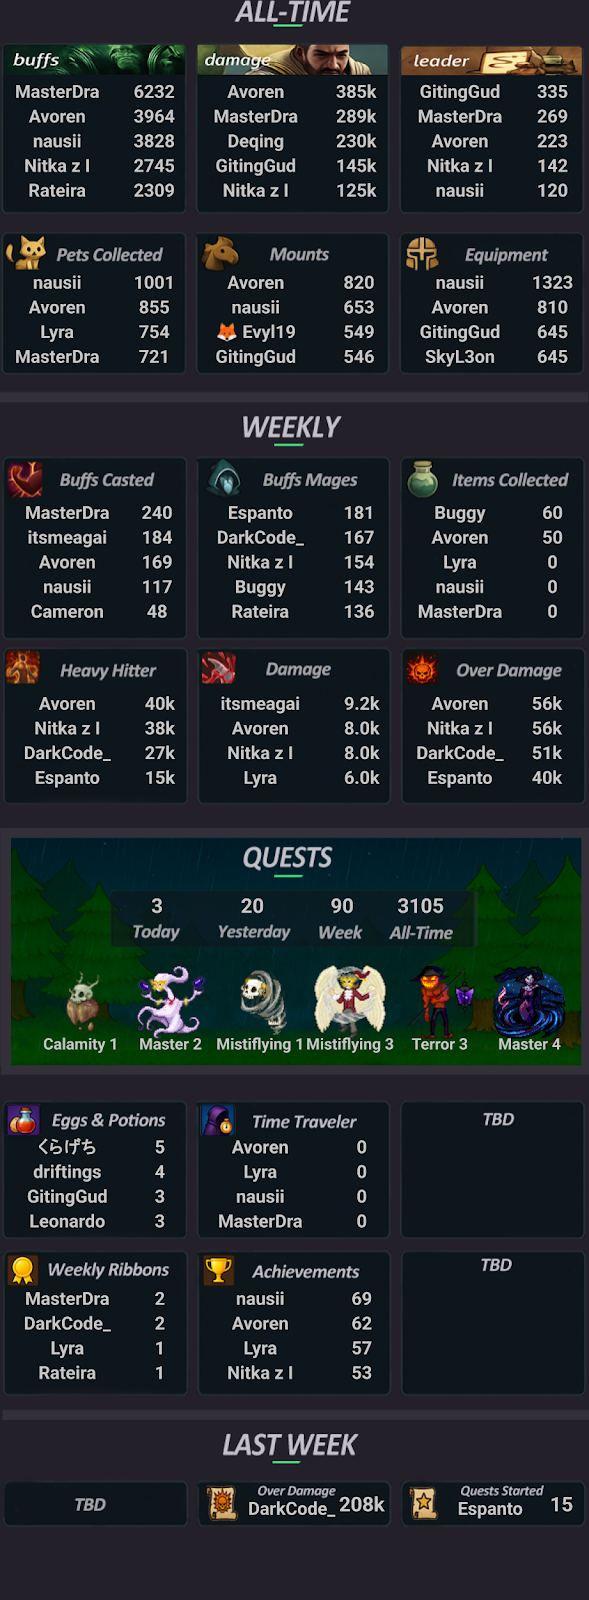 ALL-TIME
buffs
MasterDra 6232
Avoren 3964
nausii 3828
Nitka z l 2745
Rateira 2309
damage
Avoren 385k
MasterDra 289k
Deqing 230k
GitingGud 145k
Nitka z l 125k
leader
GitingGud 335
MasterDra 269
Avoren 223
Nitka z l 142
nausii 120
Pets Collected
nausii 1001
Avoren 855
Lyra 754
MasterDra 721
Mounts
Avoren 820
nausii 653
🦊 Evyl19 549
GitingGud 546
Equipment
nausii 1323
Avoren 810
GitingGud 645
SkyL3on 645
WEEKLY
Buffs Casted
MasterDra 240
itsmeagai 184
Avoren 169
nausii 117
Cameron 48
Buffs Mages
Espanto 181
DarkCode_ 167
Nitka z l 154
Buggy 143
Rateira 136
Items Collected
Buggy 60
Avoren 50
Lyra 0
nausii 0
MasterDra 0
Heavy Hitter
Avoren 40k
Nitka z l 38k
DarkCode_ 27k
Espanto 15k
Damage
itsmeagai 9.2k
Avoren 8.0k
Nitka z l 8.0k
Lyra 6.0k
Over Damage
Avoren 56k
Nitka z l 56k
DarkCode_ 51k
Espanto 40k
QUESTS
3 20 90 3105
Today Yesterday Week All-Time
Calamity 1 Master 2 Mistiflying 1 Mistiflying 3 Terror 3 Master 4
Eggs & Potions
くらげち 5
driftings 4
GitingGud 3
Leonardo 3
Time Traveler
Avoren 0
Lyra 0
nausii 0
MasterDra 0
TBD
Weekly Ribbons
MasterDra 2
DarkCode_ 2
Lyra 1
Rateira 1
Achievements
nausii 69
Avoren 62
Lyra 57
Nitka z l 53
TBD
LAST WEEK
TBD
Over Damage
DarkCode_ 208k
Quests Started
Espanto 15